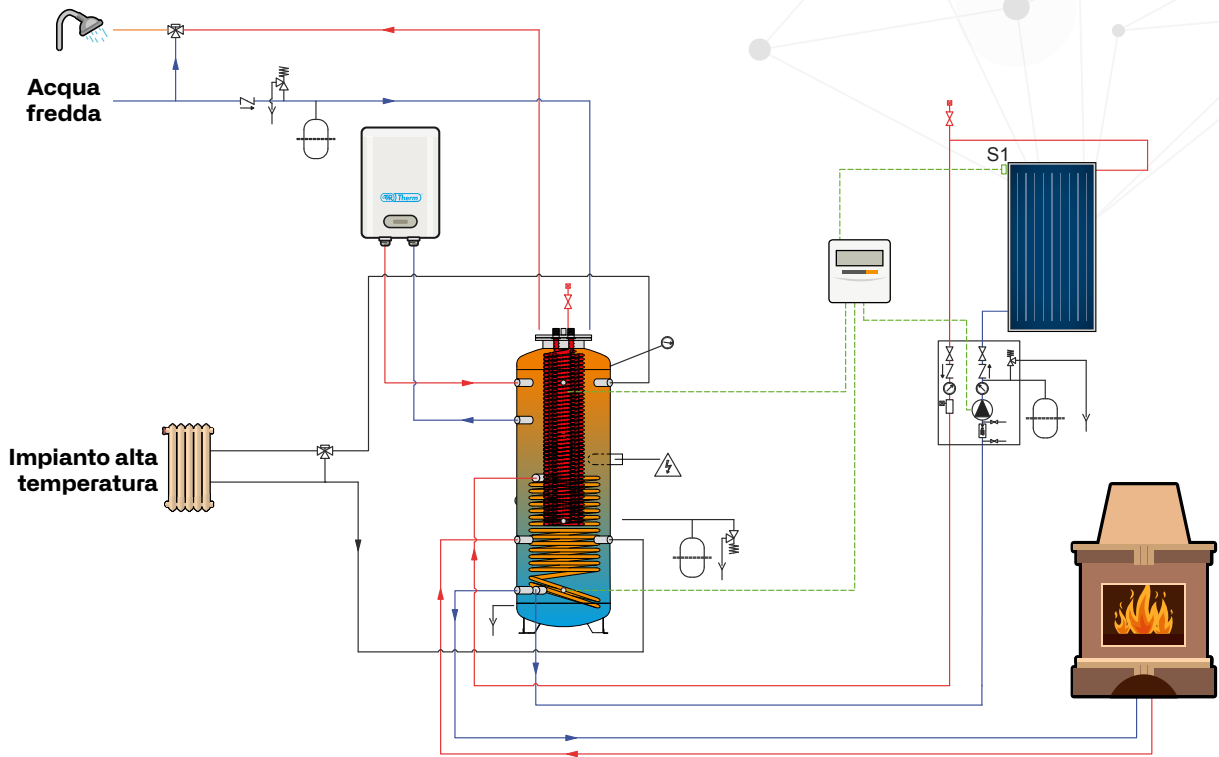 Acqua
fredda
Therm
S1
Impianto alta
temperatura